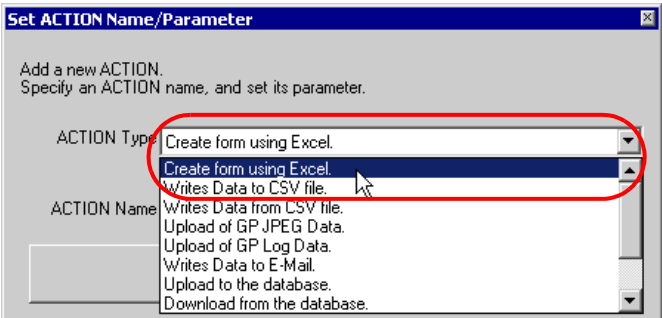 Set ACTION Name/Parameter
Add a new ACTION.
Specify an ACTION name, and set its parameter.
ACTION Type Create form using Excel.
Create form using Excel.
Writes Data to CSV file.
ACTION Name Writes Data from CSV file.
Upload of GP JPEG Data.
Upload of GP Log Data.
Writes Data to E-Mail.
Upload to the database.
Download from the database.